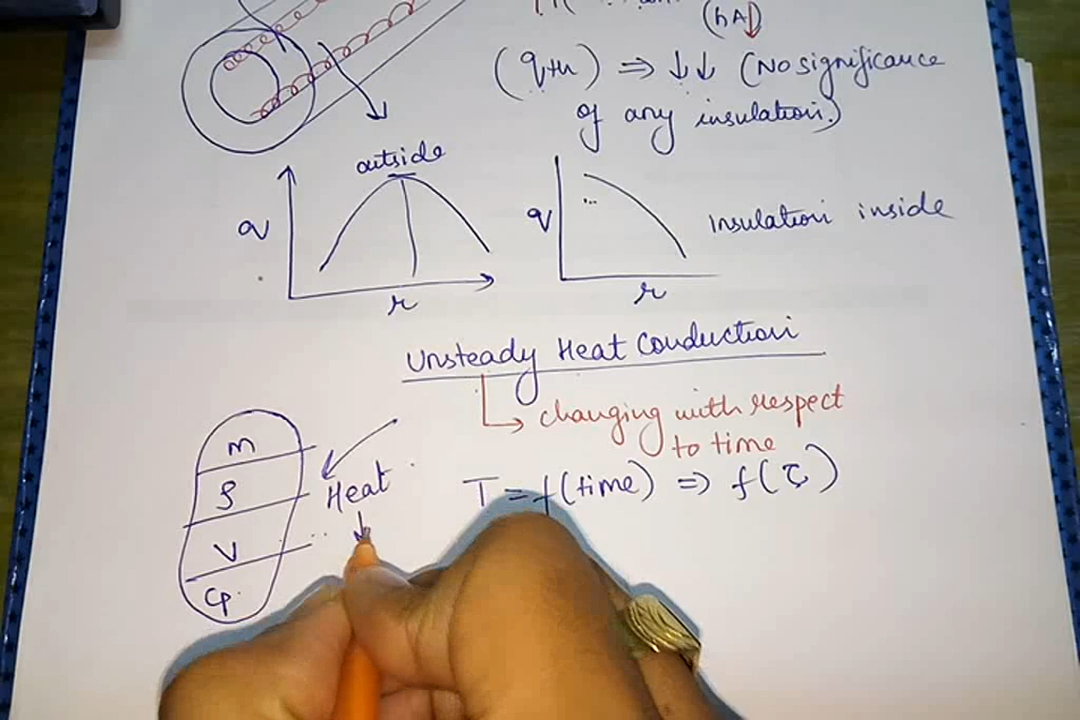 (hA↓)
(q+u) ⇒ ↓↓ (No significance
of any insulation.)
outside
q
r
q
r
insulation inside
Unsteady Heat Conduction
↳ changing with respect
to time
m
ρ
V
Cp
Heat
T = f(time) ⇒ f(τ)